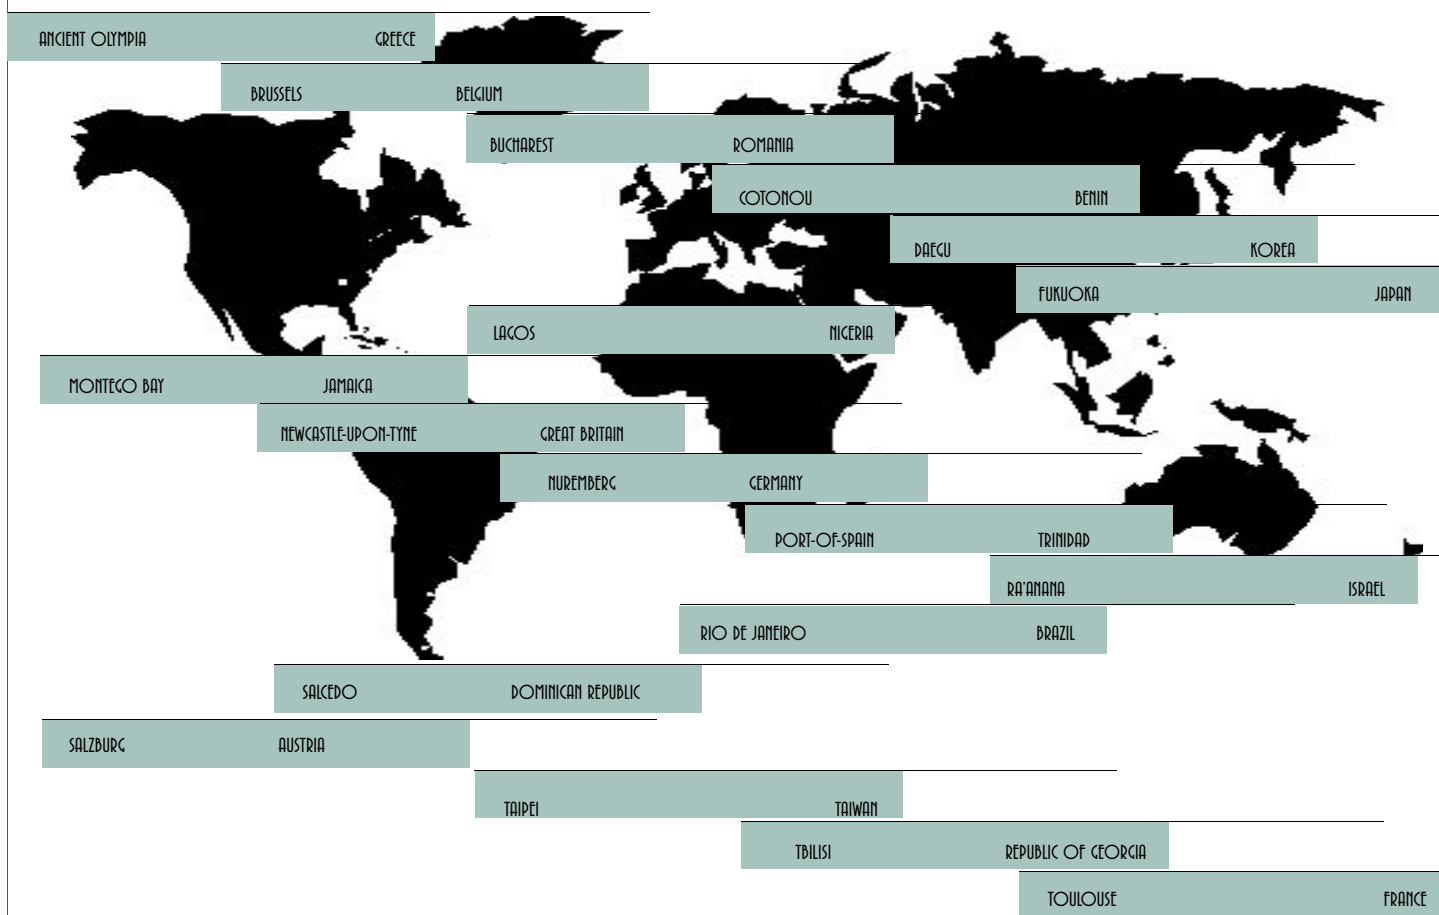 ANCIENT OLYMPIA GREECE
BRUSSELS BELGIUM
BUCHAREST ROMANIA
COTONOU BENIN
DAEGU KOREA
FUKUOKA JAPAN
LAGOS NIGERIA
MONTEGO BAY JAMAICA
NEWCASTLE-UPON-TYNE GREAT BRITAIN
NUREMBERG GERMANY
PORT-OF-SPAIN TRINIDAD
RA'ANANA ISRAEL
RIO DE JANEIRO BRAZIL
SALCEDO DOMINICAN REPUBLIC
SALZBURG AUSTRIA
TAIPEI TAIWAN
TBILISI REPUBLIC OF GEORGIA
TOULOUSE FRANCE